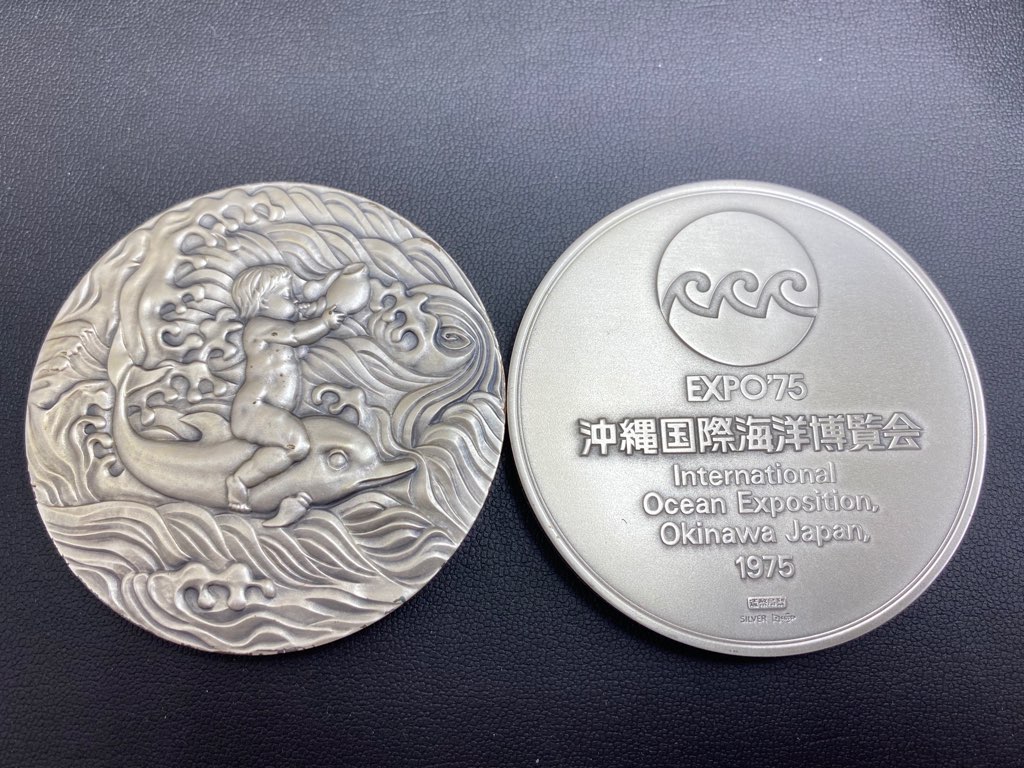 EXPO'75
沖縄国際海洋博覧会
International
Ocean Exposition,
Okinawa Japan,
1975
SILVER